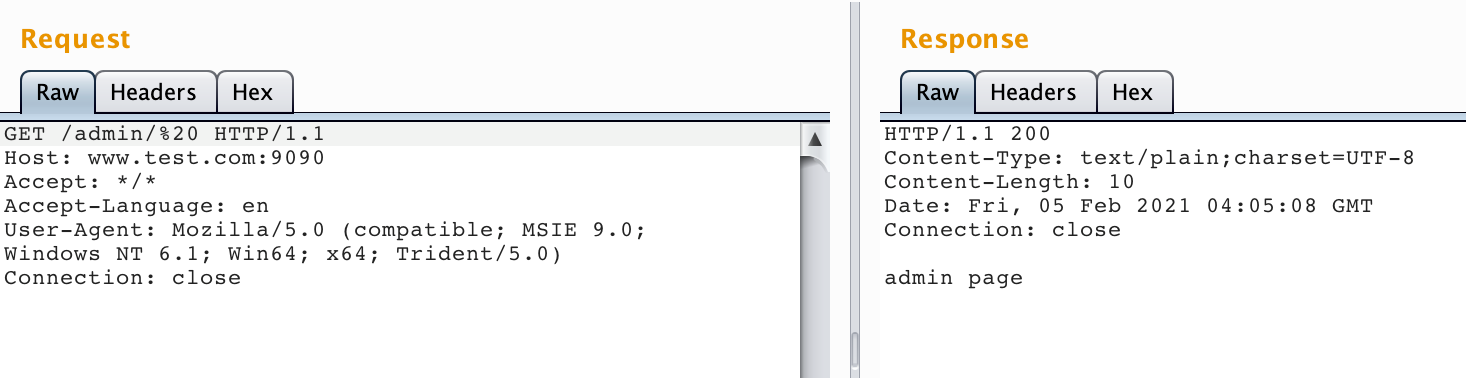 Request
Raw Headers Hex
GET /admin/%20 HTTP/1.1
Host: www.test.com:9090
Accept: */*
Accept-Language: en
User-Agent: Mozilla/5.0 (compatible; MSIE 9.0;
Windows NT 6.1; Win64; x64; Trident/5.0)
Connection: close
Response
Raw Headers Hex
HTTP/1.1 200
Content-Type: text/plain;charset=UTF-8
Content-Length: 10
Date: Fri, 05 Feb 2021 04:05:08 GMT
Connection: close
admin page